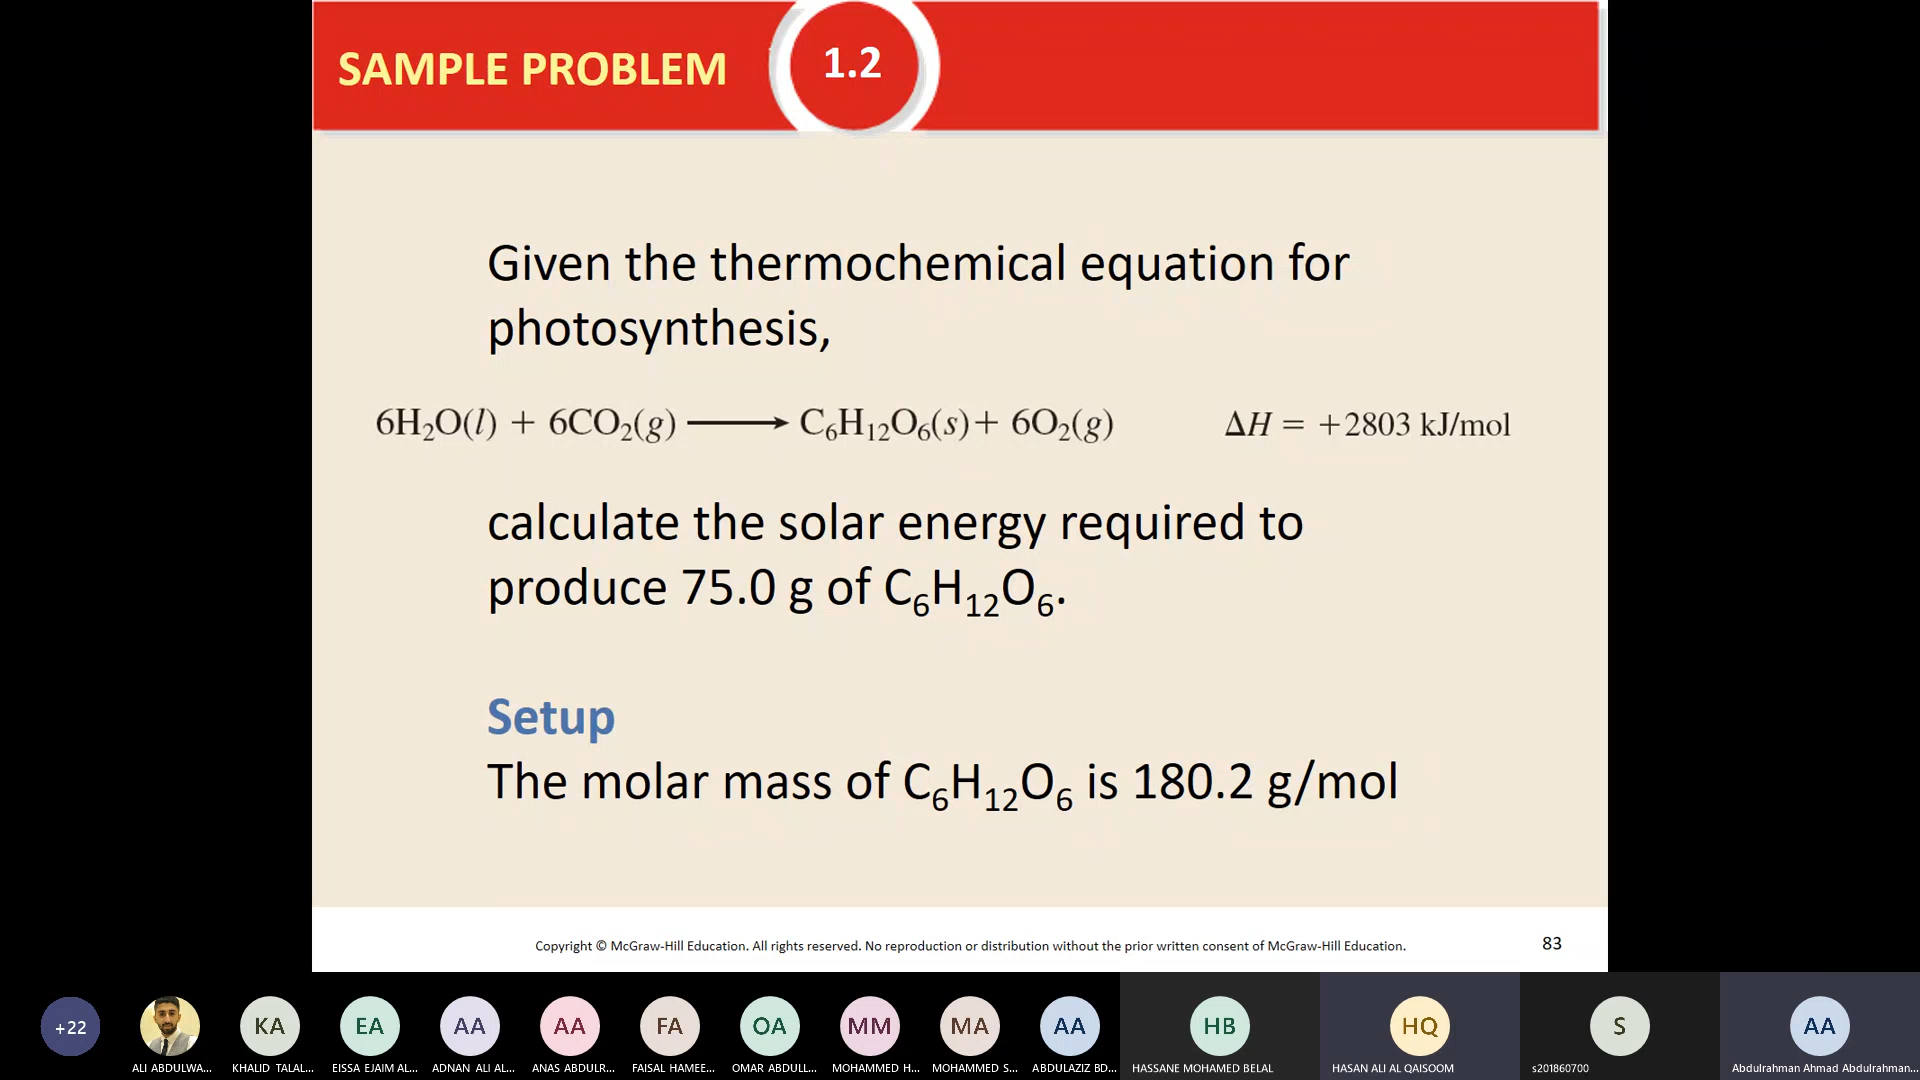 SAMPLE PROBLEM
1.2
Given the thermochemical equation for
photosynthesis,
6H₂O(l) + 6CO₂(g) ⟶ C₆H₁₂O₆(s)+ 6O₂(g) ΔH = +2803 kJ/mol
calculate the solar energy required to
produce 75.0 g of C₆H₁₂O₆.
Setup
The molar mass of C₆H₁₂O₆ is 180.2 g/mol
Copyright © McGraw-Hill Education. All rights reserved. No reproduction or distribution without the prior written consent of McGraw-Hill Education.
83
+22 KA EA AA AA FA OA MM MA AA HB HQ S AA
ALI ABDULWA... KHALID TALAL... EISSA EJAIM AL... ADNAN ALI AL... ANAS ABDULR... FAISAL HAMEE... OMAR ABDULL... MOHAMMED H... MOHAMMED S... ABDULAZIZ BD... HASSANE MOHAMED BELAL HASAN ALI AL QAISOOM s201860700 Abdulrahman Ahmad Abdulrahman...